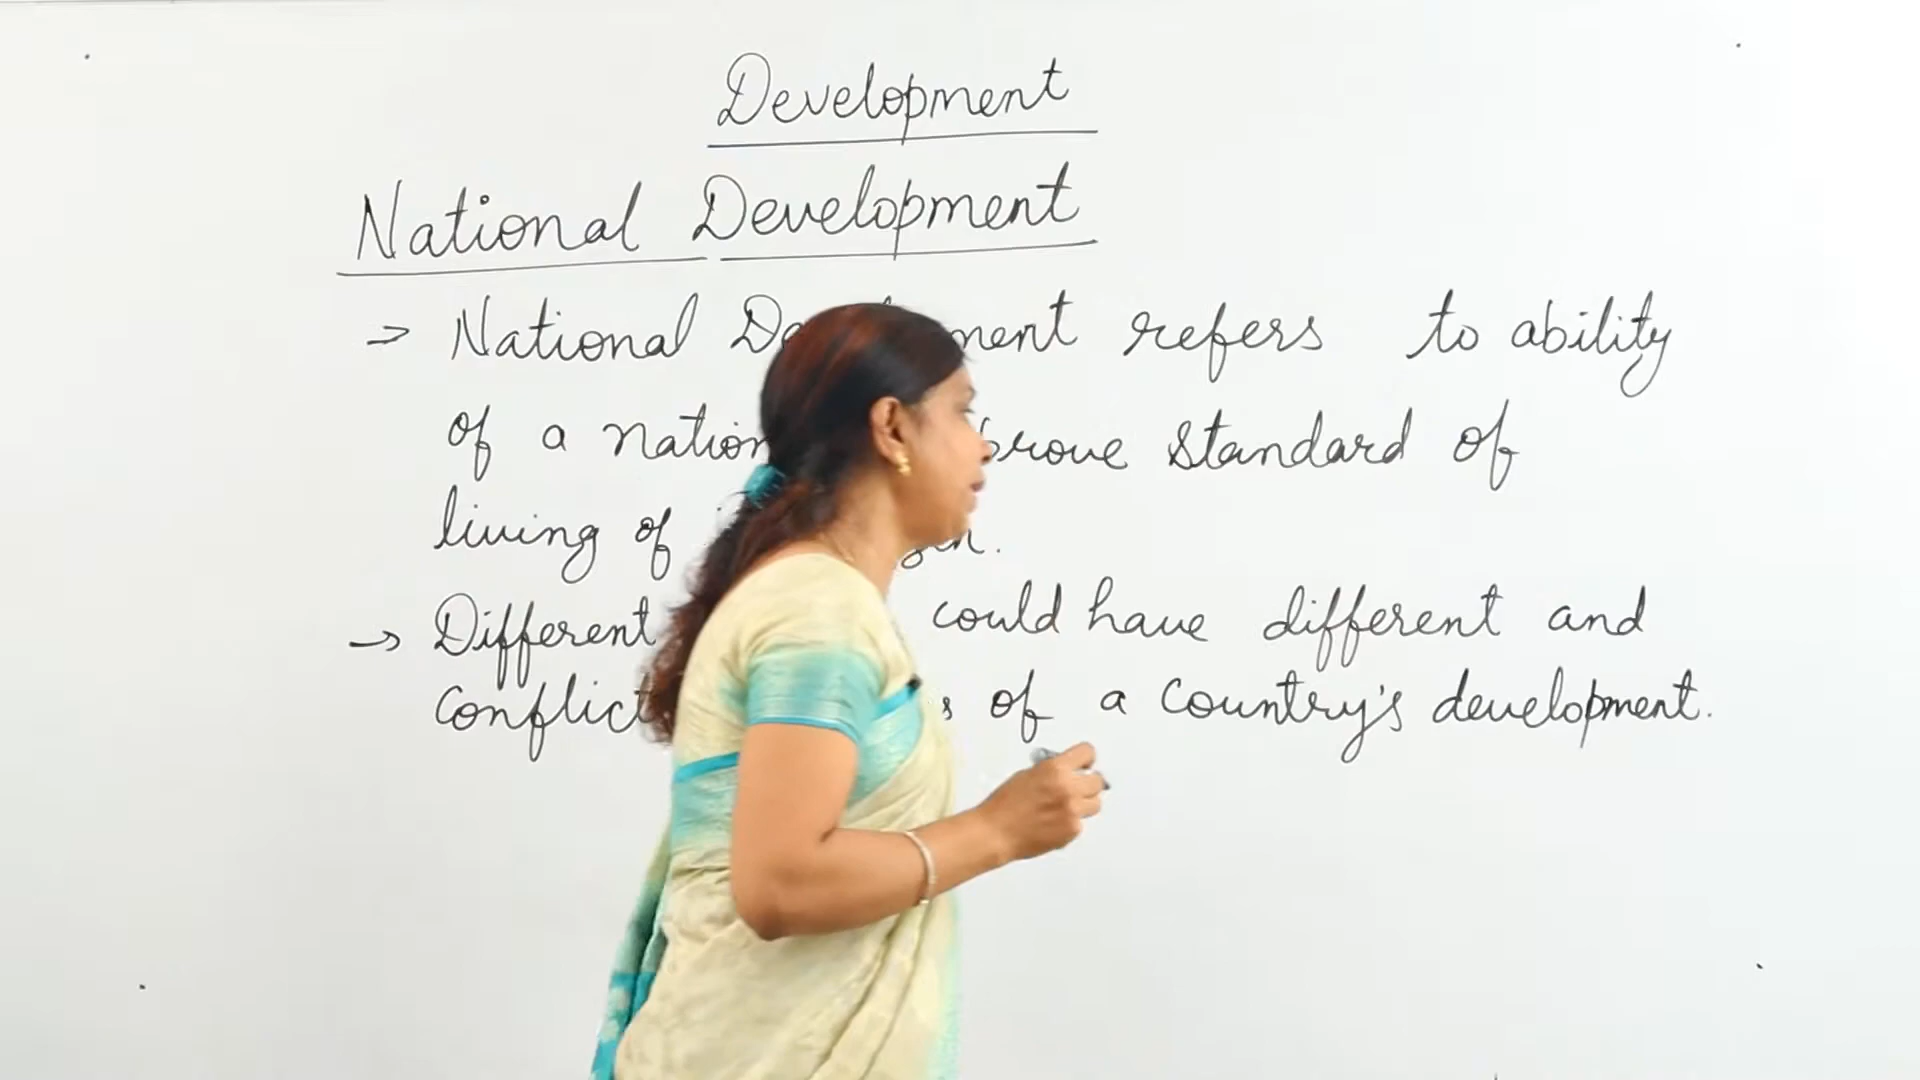 Development
National Development
⇒ National refers to ability
of a nation standard of
living of
→ Different could have different and
of a Country's development.